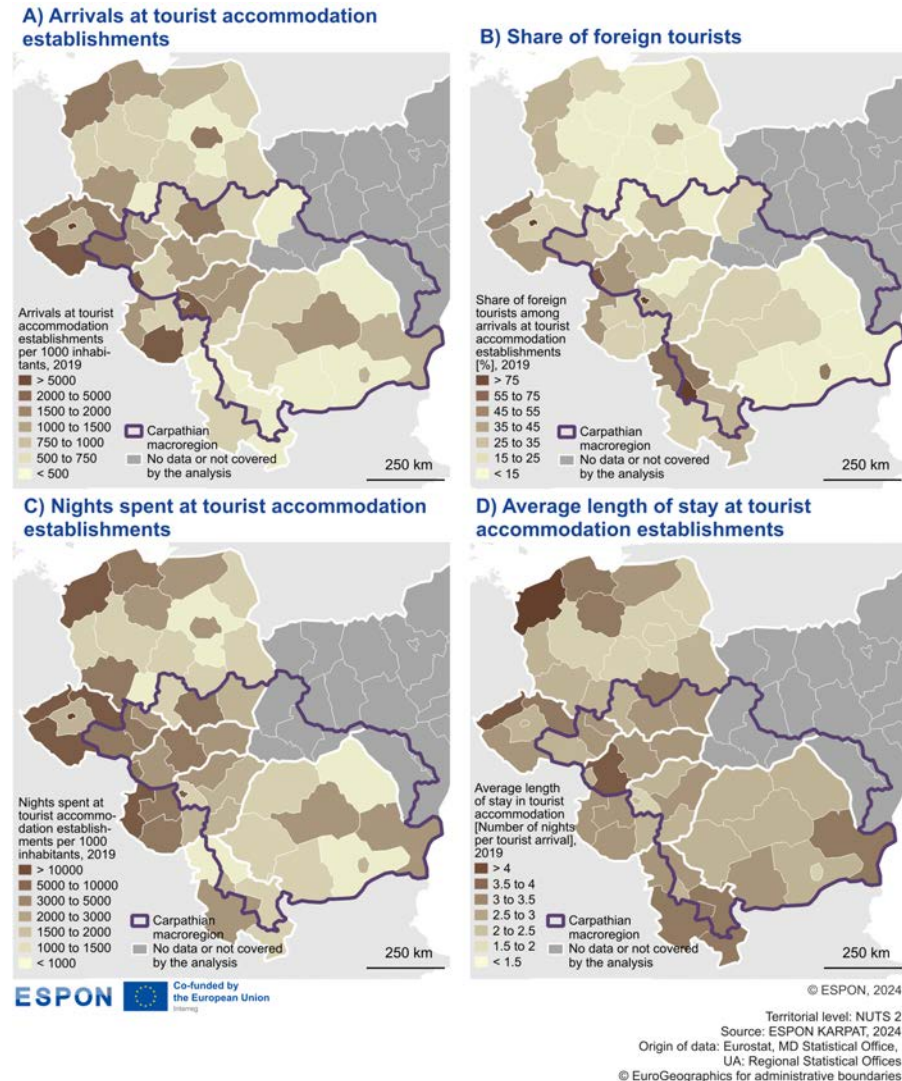 A) Arrivals at tourist accommodation
establishments
B) Share of foreign tourists
Arrivals at tourist
accommodation
establishments
per 1000 inhabi-
tants, 2019
> 5000
2000 to 5000
1500 to 2000
1000 to 1500
750 to 1000
500 to 750
< 500
Carpathian
macroregion
No data or not covered
by the analysis
250 km
Share of foreign
tourists among
arrivals at tourist
accommodation
establishments
[%], 2019
> 75
55 to 75
45 to 55
35 to 45
25 to 35
15 to 25
< 15
Carpathian
macroregion
No data or not covered
by the analysis
250 km
C) Nights spent at tourist accommodation
establishments
D) Average length of stay at tourist
accommodation establishments
Nights spent at
tourist accommo-
dation establish-
ments per 1000
inhabitants, 2019
> 10000
5000 to 10000
3000 to 5000
2000 to 3000
1500 to 2000
1000 to 1500
< 1000
Carpathian
macroregion
No data or not covered
by the analysis
250 km
Average length
of stay in tourist
accommodation
[Number of nights
per tourist arrival],
2019
> 4
3.5 to 4
3 to 3.5
2.5 to 3
2 to 2.5
1.5 to 2
< 1.5
Carpathian
macroregion
No data or not covered
by the analysis
250 km
ESPON
Co-funded by
the European Union
Interreg
© ESPON, 2024
Territorial level: NUTS 2
Source: ESPON KARPAT, 2024
Origin of data: Eurostat, MD Statistical Office,
UA: Regional Statistical Offices
© EuroGeographics for administrative boundaries